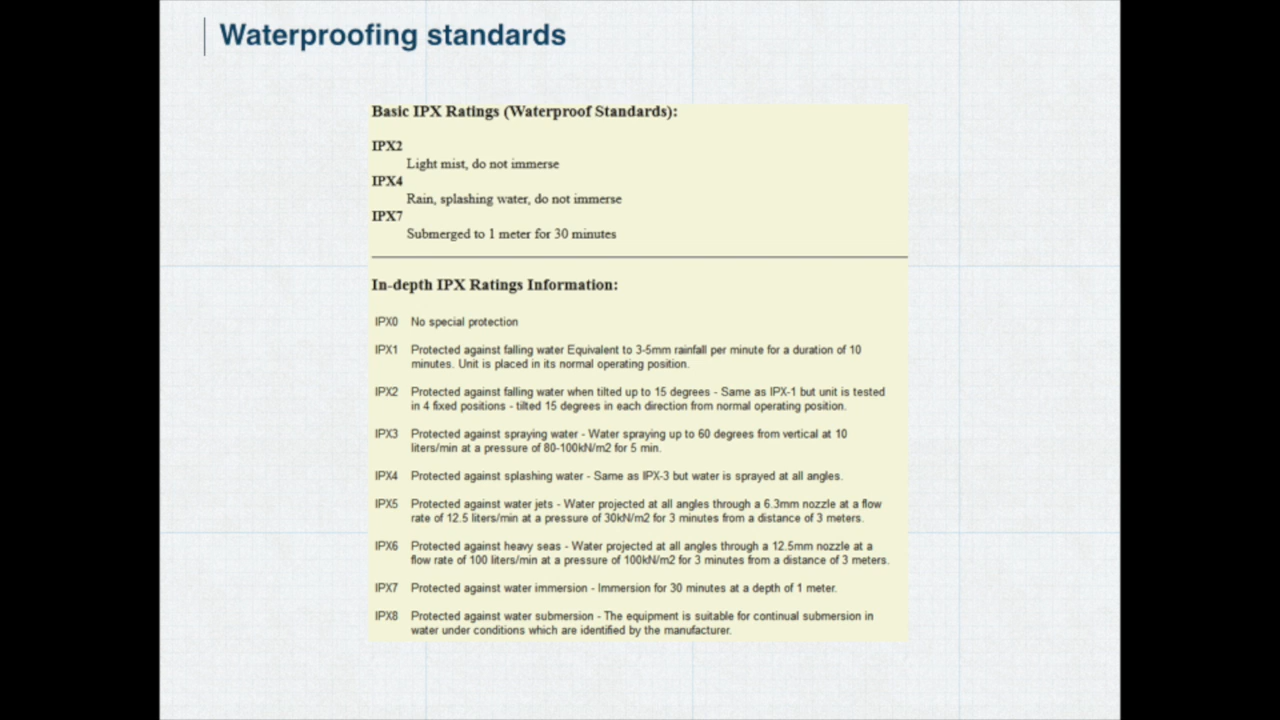 Waterproofing standards
Basic IPX Ratings (Waterproof Standards):
IPX2
Light mist, do not immerse
IPX4
Rain, splashing water, do not immerse
IPX7
Submerged to 1 meter for 30 minutes
In-depth IPX Ratings Information:
IPX0 No special protection
IPX1 Protected against falling water Equivalent to 3-5mm rainfall per minute for a duration of 10
minutes. Unit is placed in its normal operating position.
IPX2 Protected against falling water when tilted up to 15 degrees - Same as IPX-1 but unit is tested
in 4 fixed positions - tilted 15 degrees in each direction from normal operating position.
IPX3 Protected against spraying water - Water spraying up to 60 degrees from vertical at 10
liters/min at a pressure of 80-100kN/m2 for 5 min.
IPX4 Protected against splashing water - Same as IPX-3 but water is sprayed at all angles.
IPX5 Protected against water jets - Water projected at all angles through a 6.3mm nozzle at a flow
rate of 12.5 liters/min at a pressure of 30kN/m2 for 3 minutes from a distance of 3 meters.
IPX6 Protected against heavy seas - Water projected at all angles through a 12.5mm nozzle at a
flow rate of 100 liters/min at a pressure of 100kN/m2 for 3 minutes from a distance of 3 meters.
IPX7 Protected against water immersion - Immersion for 30 minutes at a depth of 1 meter.
IPX8 Protected against water submersion - The equipment is suitable for continual submersion in
water under conditions which are identified by the manufacturer.